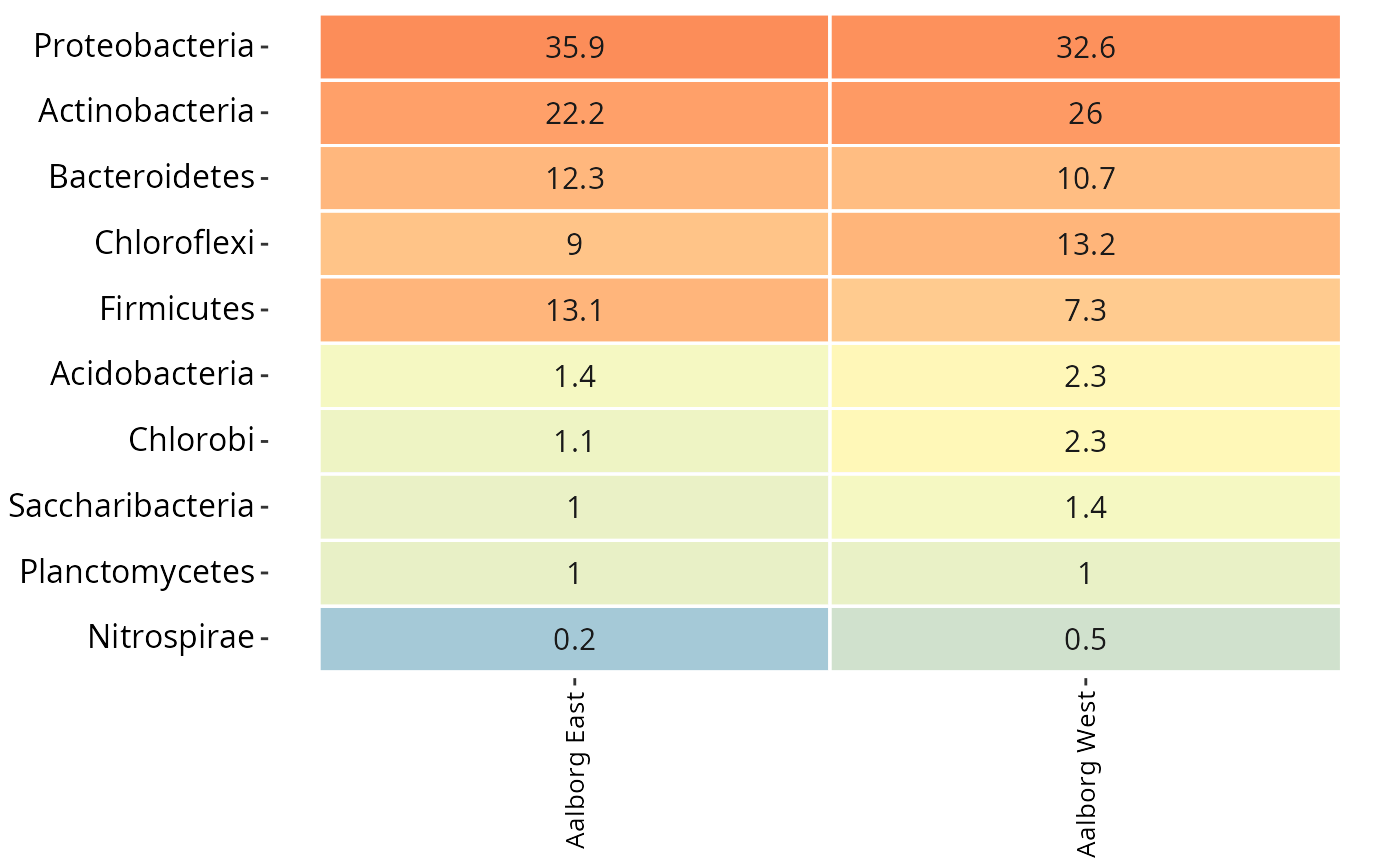 Proteobacteria 35.9 32.6
Actinobacteria 22.2 26
Bacteroidetes 12.3 10.7
Chloroflexi 9 13.2
Firmicutes 13.1 7.3
Acidobacteria 1.4 2.3
Chlorobi 1.1 2.3
Saccharibacteria 1 1.4
Planctomycetes 1 1
Nitrospirae 0.2 0.5
Aalborg East
Aalborg West